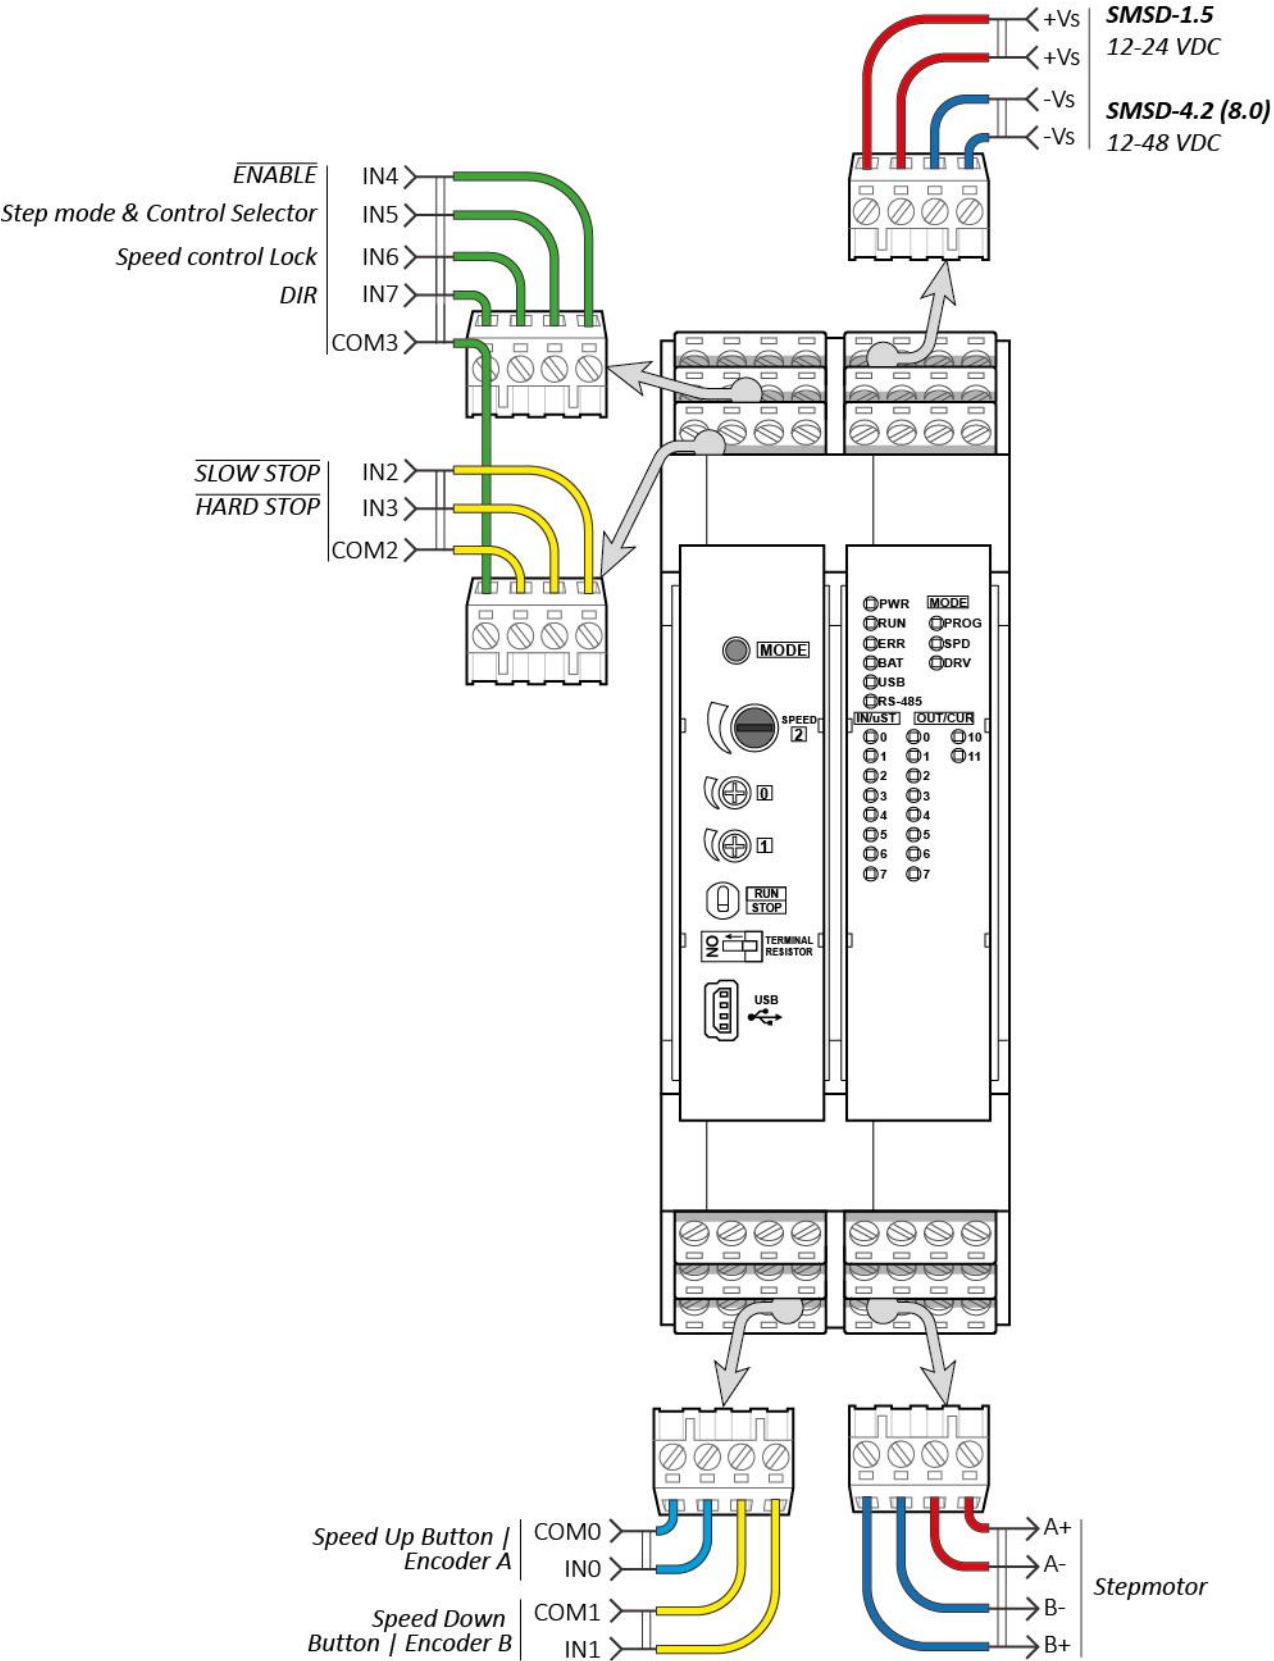 +Vs
SMSD-1.5
12-24 VDC
+Vs
-Vs
SMSD-4.2 (8.0)
12-48 VDC
-Vs
ENABLE IN4
Step mode & Control Selector IN5
Speed control Lock IN6
DIR IN7
COM3
SLOW STOP IN2
HARD STOP IN3
COM2
MODE
SPEED
2
0
1
RUN
STOP
NO
TERMINAL
RESISTOR
USB
PWR MODE
RUN PROG
ERR SPD
BAT DRV
USB
RS-485
IN/uST OUT/CUR
0 0 10
1 1 11
2 2
3 3
4 4
5 5
6 6
7 7
Speed Up Button |
Encoder A
COM0
IN0
Speed Down
Button | Encoder B
COM1
IN1
A+
A-
B-
B+
Stepmotor